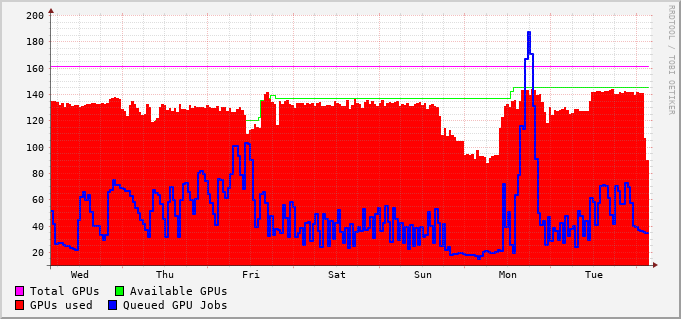 200
180
160
140
120
100
80
60
40
20
Wed Thu Fri Sat Sun Mon Tue
Total GPUs Available GPUs
GPUs used Queued GPU Jobs
RRDTOOL / TOBI OETIKER